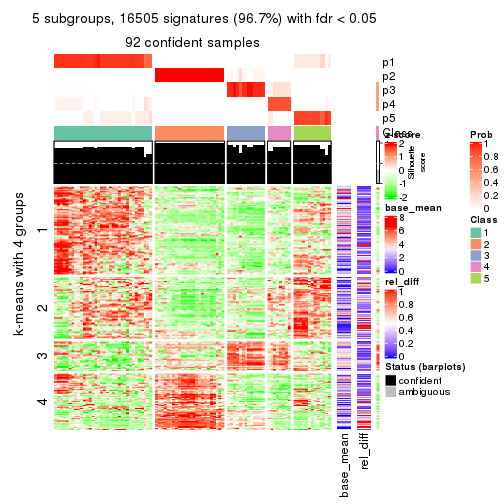 5 subgroups, 16505 signatures (96.7%) with fdr < 0.05
92 confident samples
p1
p2
p3
p4
p5
Class
z-score
2
1
0
-1
-2
Silhouette
score
base_mean
8
6
4
2
0
rel_diff
1
0.8
0.6
0.4
0.2
0
Status (barplots)
confident
ambiguous
Prob
1
0.8
0.6
0.4
0.2
0
Class
1
2
3
4
5
k-means with 4 groups
1
2
3
4
base_mean
rel_diff